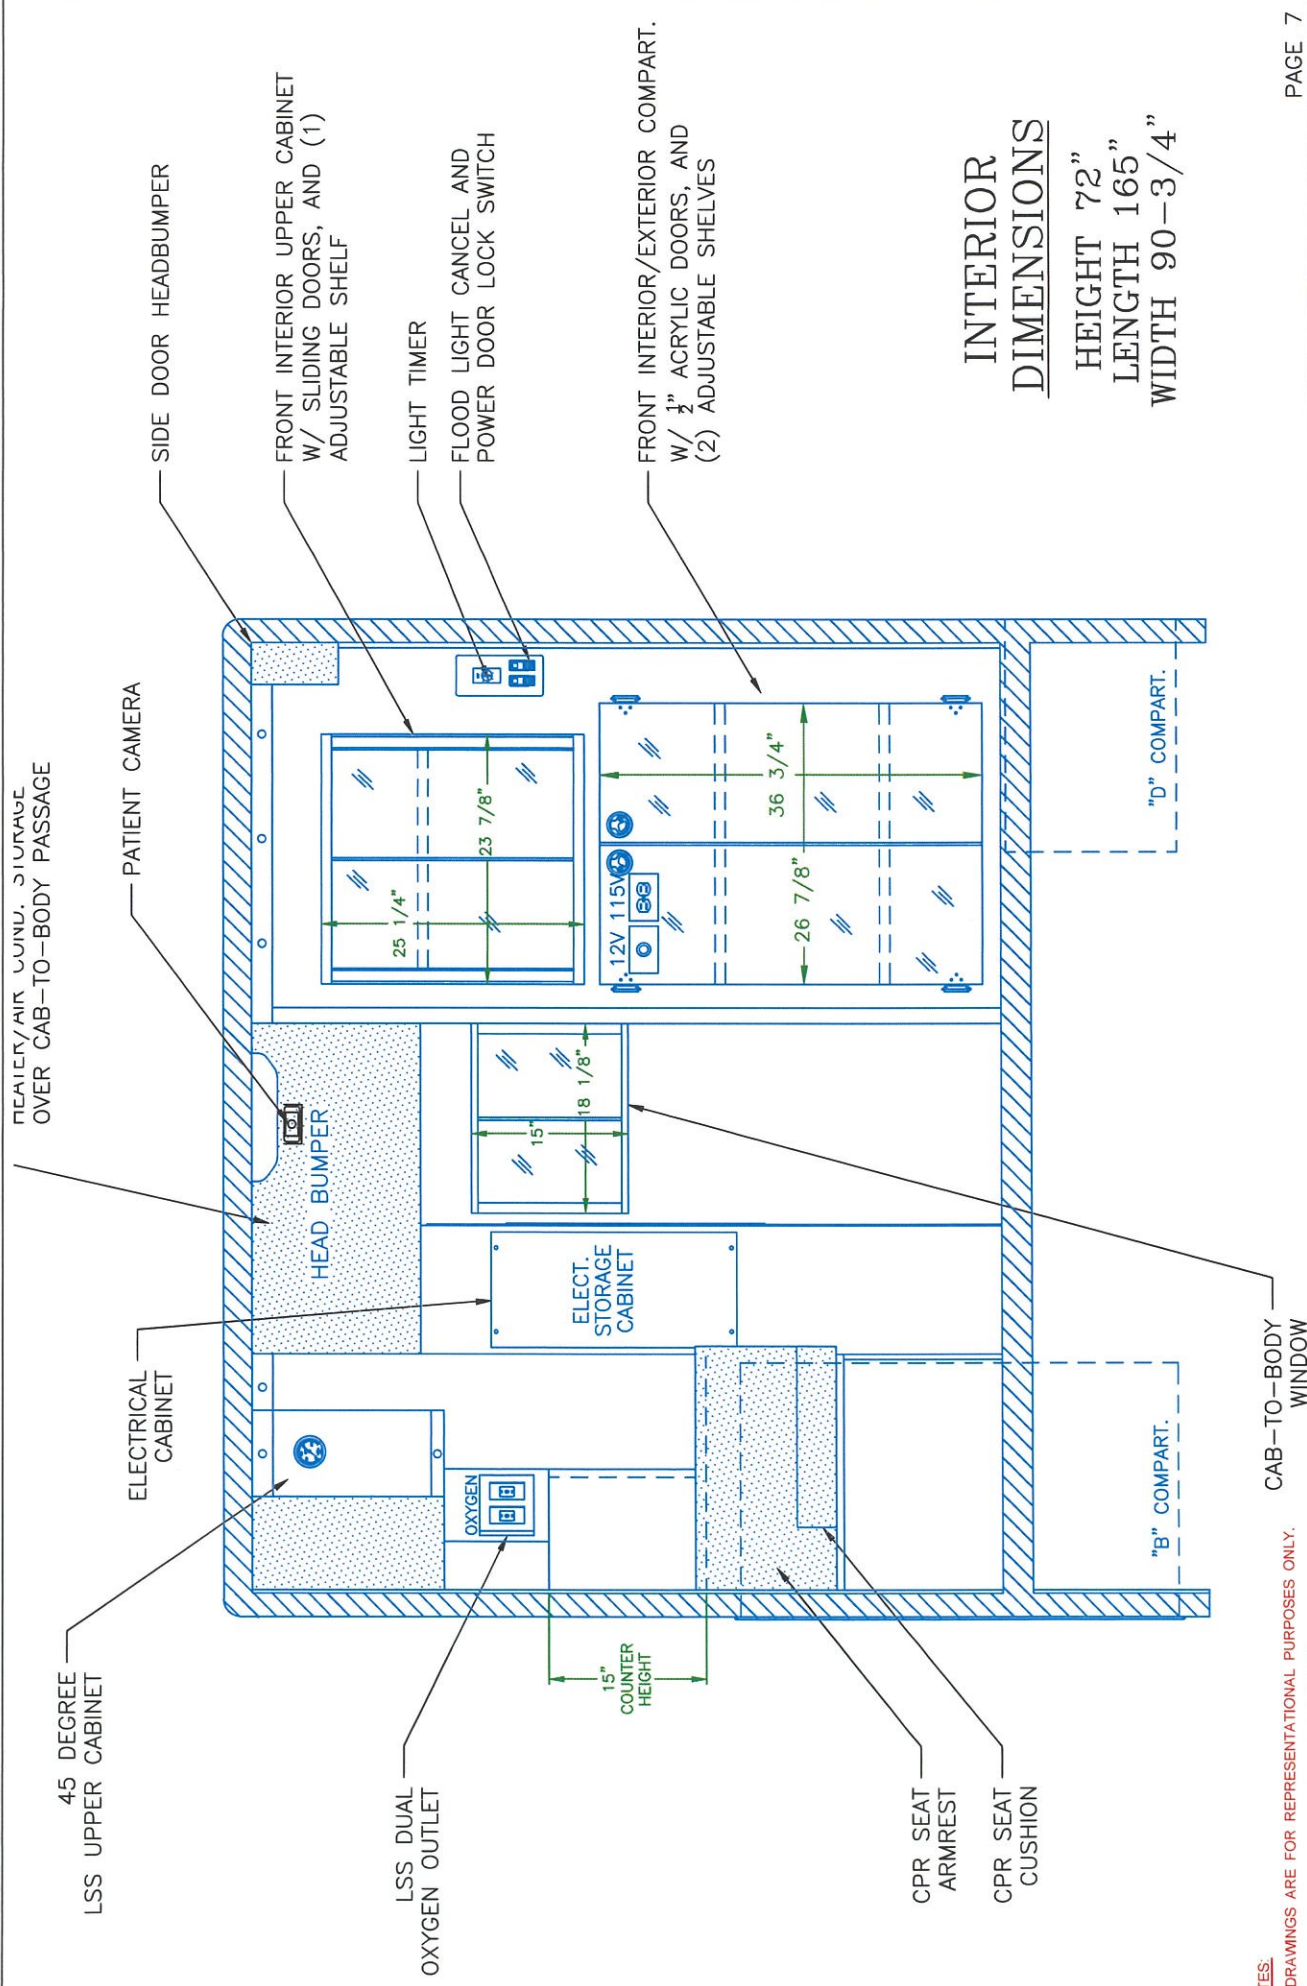 HEATER/AIR COND. STORAGE
OVER CAB-TO-BODY PASSAGE
PATIENT CAMERA
SIDE DOOR HEADBUMPER
FRONT INTERIOR UPPER CABINET
W/ SLIDING DOORS, AND (1)
ADJUSTABLE SHELF
LIGHT TIMER
FLOOD LIGHT CANCEL AND
POWER DOOR LOCK SWITCH
FRONT INTERIOR/EXTERIOR COMPART.
W/ 1/2" ACRYLIC DOORS, AND
(2) ADJUSTABLE SHELVES
ELECTRICAL
CABINET
45 DEGREE
LSS UPPER CABINET
LSS DUAL
OXYGEN OUTLET
CPR SEAT
ARMREST
CPR SEAT
CUSHION
CAB-TO-BODY
WINDOW
HEAD BUMPER
OXYGEN
ELECT.
STORAGE
CABINET
15"
18 1/8"
25 1/4"
23 7/8"
12V 115V
36 3/4"
26 7/8"
15"
COUNTER
HEIGHT
"B" COMPART.
"D" COMPART.
INTERIOR
DIMENSIONS
HEIGHT 72"
LENGTH 165"
WIDTH 90-3/4"
TES:
DRAWINGS ARE FOR REPRESENTATIONAL PURPOSES ONLY.
PAGE 7